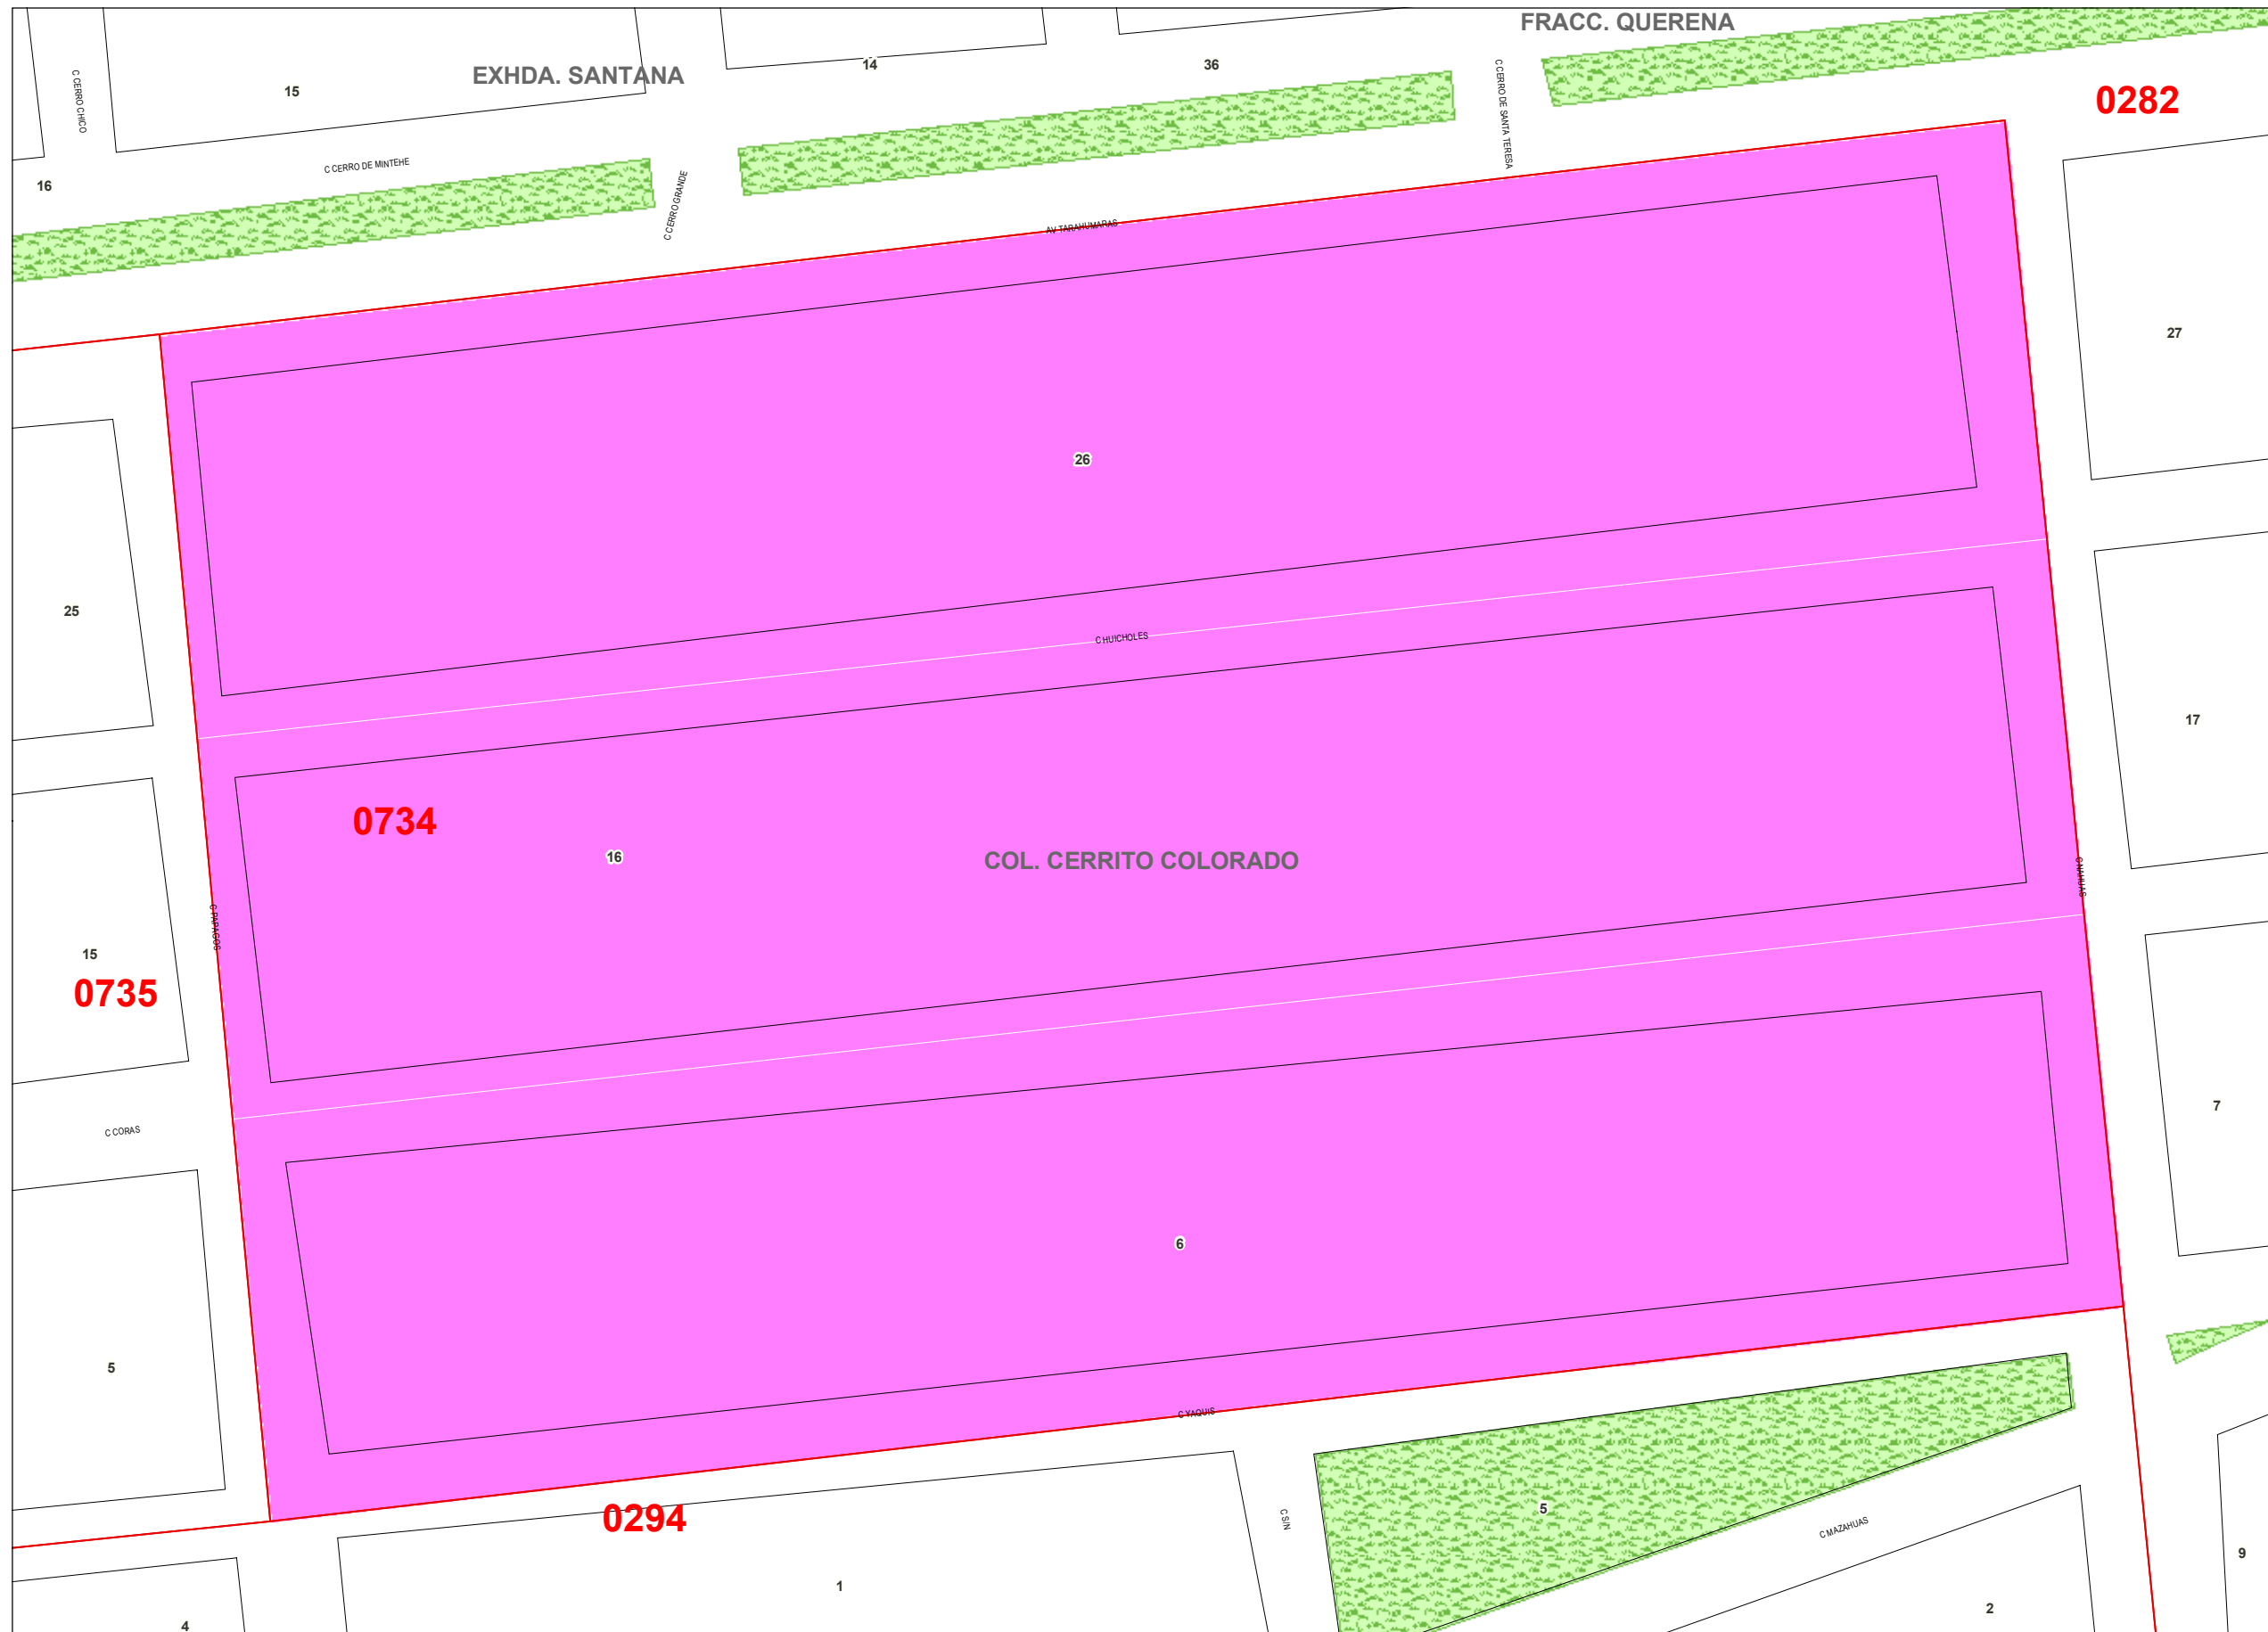 FRACC. QUERENA
EXHDA. SANTANA
14
36
15
C CERRO CHICO
C CERRO DE SANTA TERESA
0282
C CERRO DE MINTEHE
16
C CERRO GRANDE
AV TARAHUMARAS
27
26
25
C HUICHOLES
17
0734
16
COL. CERRITO COLORADO
C NAHUAS
C PAPAGOS
15
0735
7
C CORAS
6
5
C YAQUIS
0294
5
C S/N
C MAZAHUAS
9
1
2
4